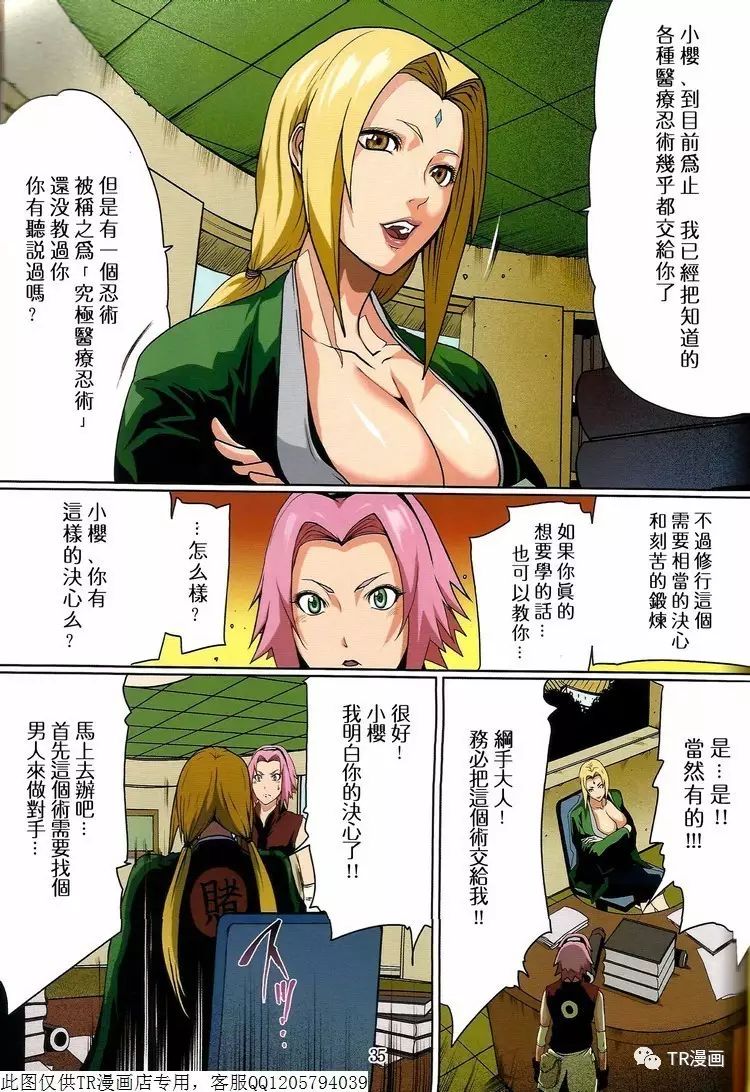 小櫻、到目前爲止 我已經把知道的
各種醫療忍術幾乎都交給你了
但是有一個忍術
被稱之爲「究極醫療忍術」
還没教過你
你有聽説過嗎？
不過修行這個
需要相當的決心
和刻苦的鍛煉
如果你眞的
想要學的話…
也可以教你…
…怎么樣？
小櫻、你有
這樣的決心么？
是…是!!
當然有的!!!
綱手大人！
務必把這個術交給我!!
很好！
小櫻
我明白你的決心了!!
馬上去辦吧…
首先這個術需要找個
男人來做對手…
賭
ガタッ
35
TR漫画
此图仅供TR漫画店专用，客服QQ1205794039